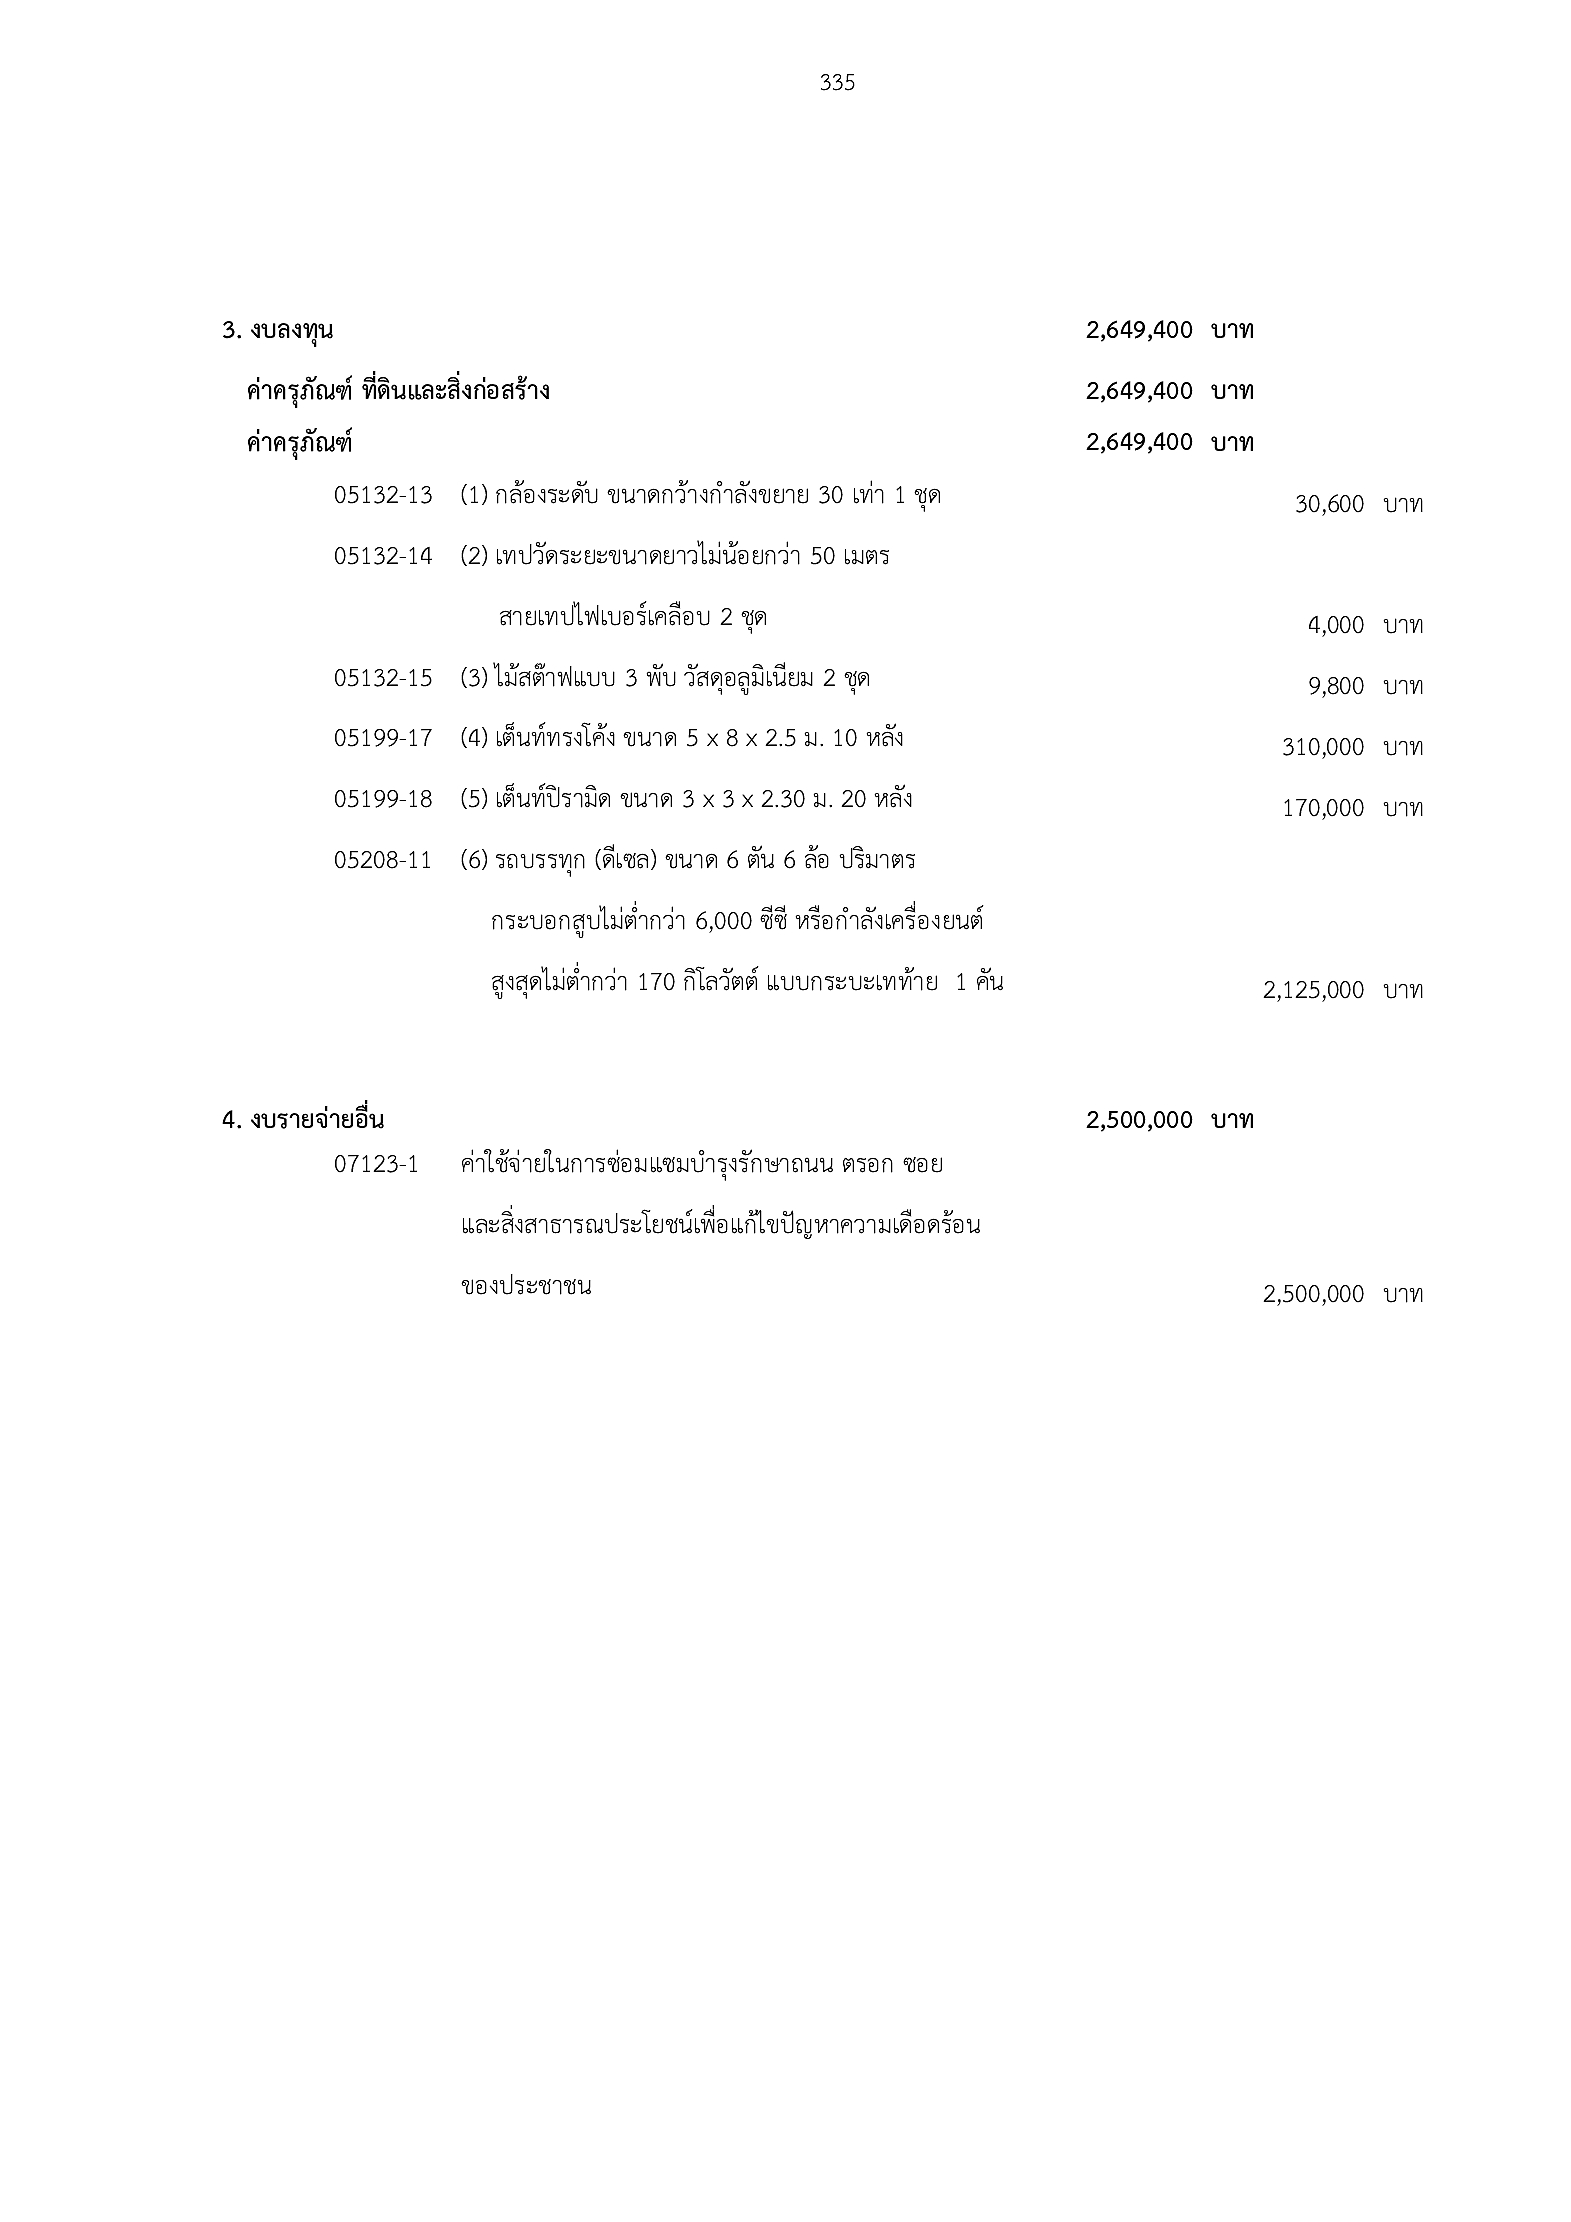 335
3. งบลงทุน 2,649,400 บาท
ค่าครุภัณฑ์ ที่ดินและสิ่งก่อสร้าง 2,649,400 บาท
ค่าครุภัณฑ์ 2,649,400 บาท
05132-13 (1) กล้องระดับ ขนาดกว้างกำลังขยาย 30 เท่า 1 ชุด 30,600 บาท
05132-14 (2) เทปวัดระยะขนาดยาวไม่น้อยกว่า 50 เมตร
สายเทปไฟเบอร์เคลือบ 2 ชุด 4,000 บาท
05132-15 (3) ไม้สต๊าฟแบบ 3 พับ วัสดุอลูมิเนียม 2 ชุด 9,800 บาท
05199-17 (4) เต็นท์ทรงโค้ง ขนาด 5 x 8 x 2.5 ม. 10 หลัง 310,000 บาท
05199-18 (5) เต็นท์ปิรามิด ขนาด 3 x 3 x 2.30 ม. 20 หลัง 170,000 บาท
05208-11 (6) รถบรรทุก (ดีเซล) ขนาด 6 ตัน 6 ล้อ ปริมาตร
กระบอกสูบไม่ต่ำกว่า 6,000 ซีซี หรือกำลังเครื่องยนต์
สูงสุดไม่ต่ำกว่า 170 กิโลวัตต์ แบบกระบะเทท้าย 1 คัน 2,125,000 บาท
4. งบรายจ่ายอื่น 2,500,000 บาท
07123-1 ค่าใช้จ่ายในการซ่อมแซมบำรุงรักษาถนน ตรอก ซอย
และสิ่งสาธารณประโยชน์เพื่อแก้ไขปัญหาความเดือดร้อน
ของประชาชน 2,500,000 บาท